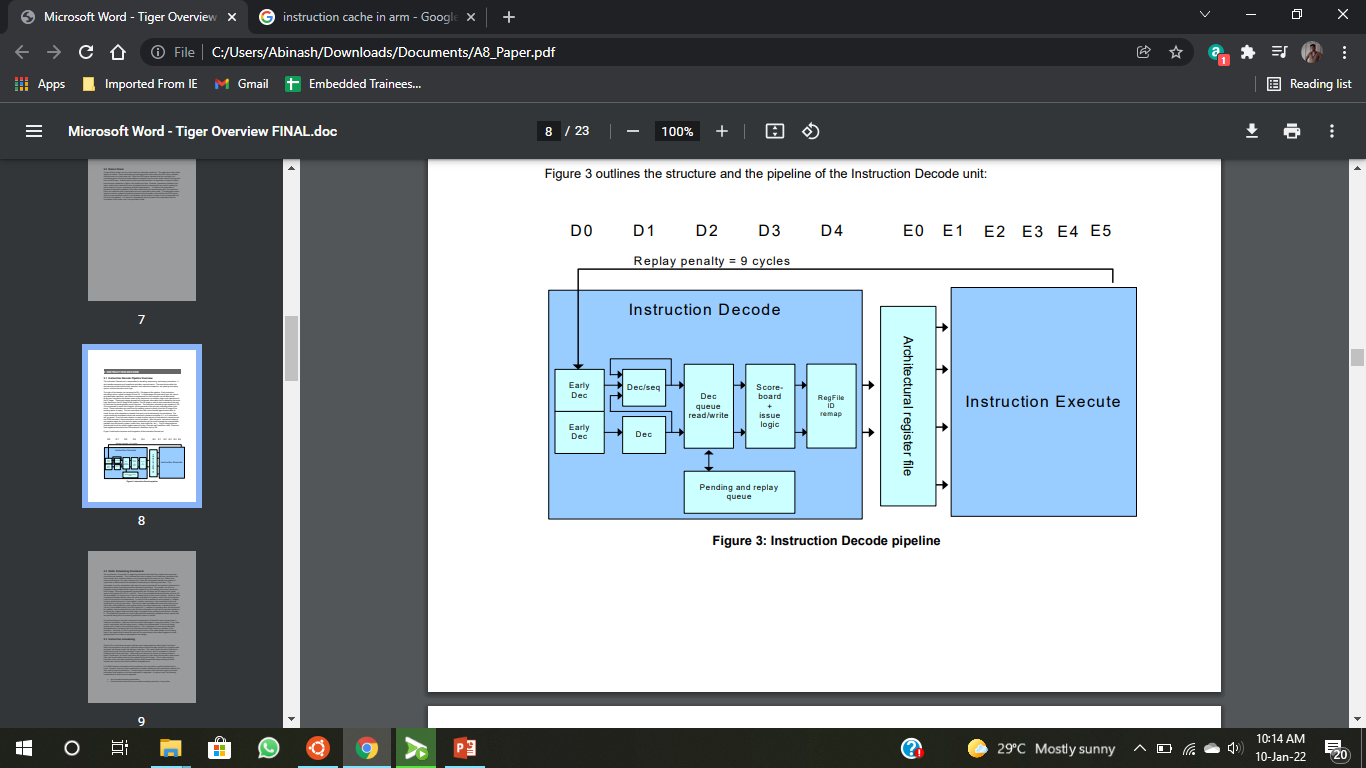 Microsoft Word - Tiger Overview
instruction cache in arm - Google
File
C:/Users/Abinash/Downloads/Documents/A8_Paper.pdf
1
Apps
Imported From IE
Gmail
Embedded Trainees...
Reading list
Microsoft Word - Tiger Overview FINAL.doc
8 / 23
100%
7
8
9
Figure 3 outlines the structure and the pipeline of the Instruction Decode unit:
D0 D1 D2 D3 D4 E0 E1 E2 E3 E4 E5
Replay penalty = 9 cycles
Instruction Decode
Early
Dec
Early
Dec
Dec/seq
Dec
Dec
queue
read/write
Score-
board
+
issue
logic
RegFile
ID
remap
Pending and replay
queue
Architectural register file
Instruction Execute
Figure 3: Instruction Decode pipeline
29°C Mostly sunny
10:14 AM
10-Jan-22
20